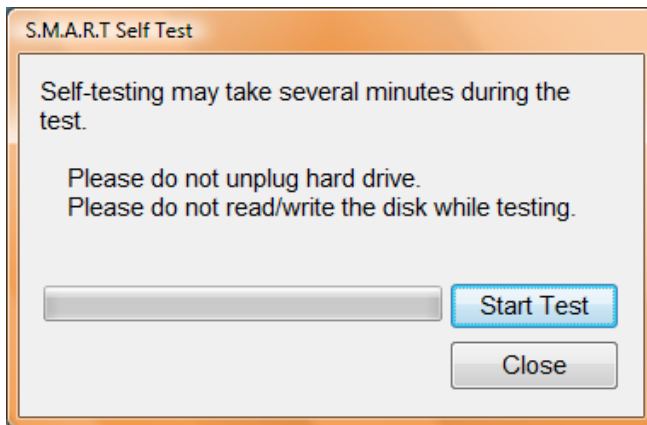 S.M.A.R.T Self Test
Self-testing may take several minutes during the
test.
Please do not unplug hard drive.
Please do not read/write the disk while testing.
Start Test
Close